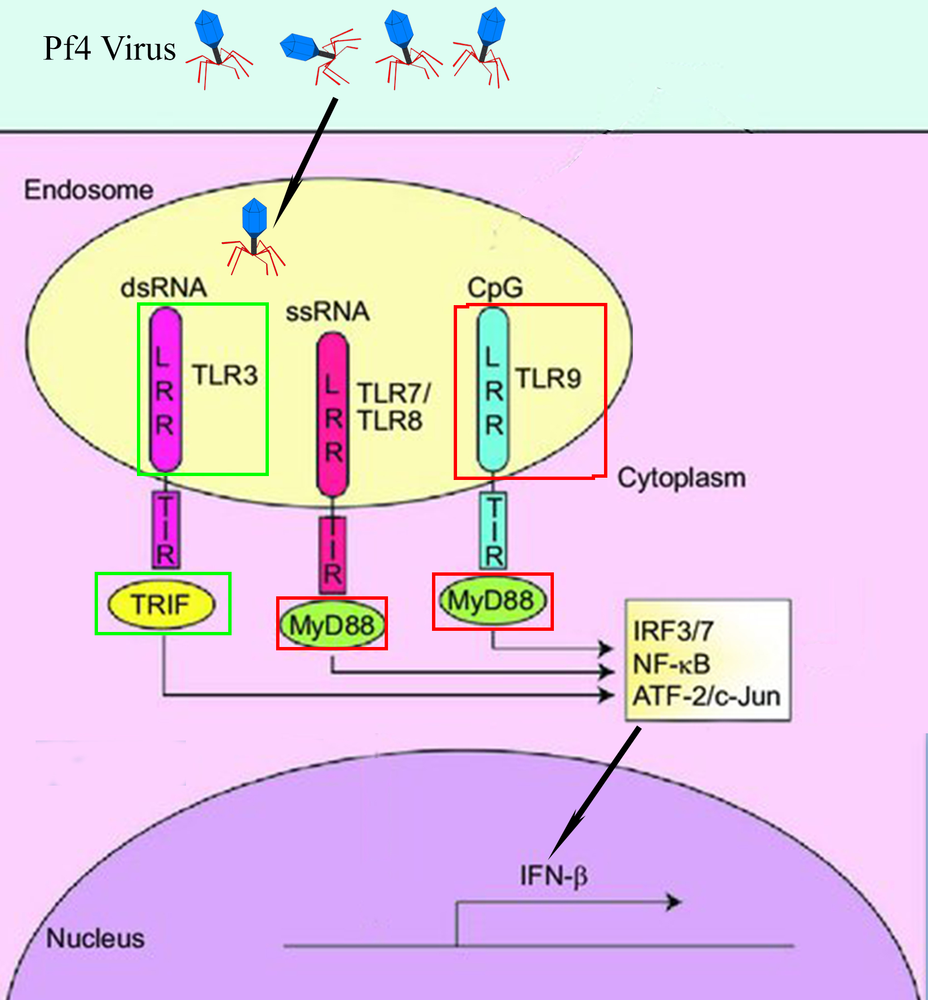 Pf4 Virus
Endosome
dsRNA
ssRNA
CpG
L
R
R
TLR3
L
R
R
TLR7/
TLR8
L
R
R
TLR9
Cytoplasm
T
I
R
T
I
R
T
I
R
TRIF
MyD88
MyD88
IRF3/7
NF-κB
ATF-2/c-Jun
IFN-β
Nucleus